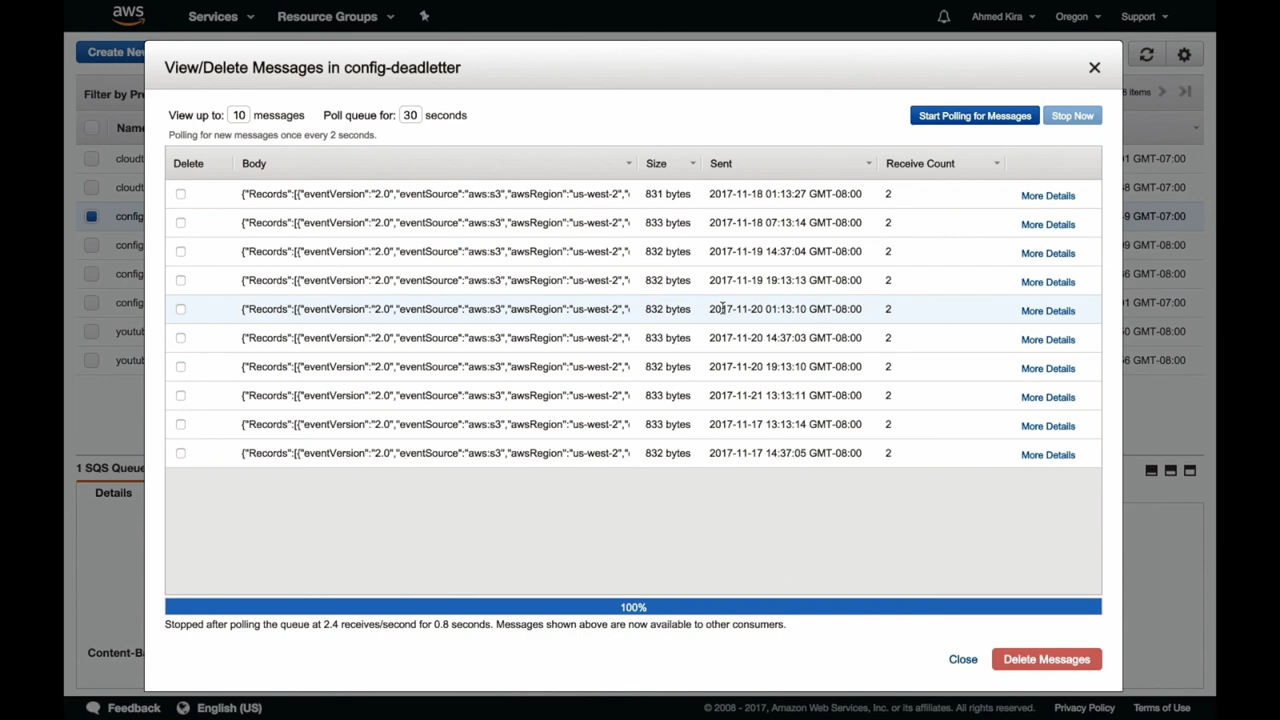 aws Services Resource Groups Ahmed Kira Oregon Support
Create Ne
View/Delete Messages in config-deadletter
Filter by Pr
View up to: 10 messages Poll queue for: 30 seconds Start Polling for Messages Stop Now
Polling for new messages once every 2 seconds.
items
Name
Delete Body Size Sent Receive Count
cloudt
{"Records":[{"eventVersion":"2.0","eventSource":"aws:s3","awsRegion":"us-west-2"," 831 bytes 2017-11-18 01:13:27 GMT-08:00 2 More Details
cloudt
{"Records":[{"eventVersion":"2.0","eventSource":"aws:s3","awsRegion":"us-west-2"," 833 bytes 2017-11-18 07:13:14 GMT-08:00 2 More Details
config
{"Records":[{"eventVersion":"2.0","eventSource":"aws:s3","awsRegion":"us-west-2"," 832 bytes 2017-11-19 14:37:04 GMT-08:00 2 More Details
config
{"Records":[{"eventVersion":"2.0","eventSource":"aws:s3","awsRegion":"us-west-2"," 832 bytes 2017-11-19 19:13:13 GMT-08:00 2 More Details
config
{"Records":[{"eventVersion":"2.0","eventSource":"aws:s3","awsRegion":"us-west-2"," 832 bytes 2017-11-20 01:13:10 GMT-08:00 2 More Details
config
{"Records":[{"eventVersion":"2.0","eventSource":"aws:s3","awsRegion":"us-west-2"," 833 bytes 2017-11-20 14:37:03 GMT-08:00 2 More Details
youtub
{"Records":[{"eventVersion":"2.0","eventSource":"aws:s3","awsRegion":"us-west-2"," 832 bytes 2017-11-20 19:13:10 GMT-08:00 2 More Details
youtub
{"Records":[{"eventVersion":"2.0","eventSource":"aws:s3","awsRegion":"us-west-2"," 833 bytes 2017-11-21 13:13:11 GMT-08:00 2 More Details
{"Records":[{"eventVersion":"2.0","eventSource":"aws:s3","awsRegion":"us-west-2"," 833 bytes 2017-11-17 13:13:14 GMT-08:00 2 More Details
{"Records":[{"eventVersion":"2.0","eventSource":"aws:s3","awsRegion":"us-west-2"," 832 bytes 2017-11-17 14:37:05 GMT-08:00 2 More Details
1 GMT-07:00
8 GMT-07:00
9 GMT-07:00
9 GMT-08:00
6 GMT-08:00
1 GMT-07:00
0 GMT-08:00
6 GMT-08:00
1 SQS Queue
Details
100%
Stopped after polling the queue at 2.4 receives/second for 0.8 seconds. Messages shown above are now available to other consumers.
Content-Ba
Close Delete Messages
Feedback English (US) © 2008 - 2017, Amazon Web Services, Inc. or its affiliates. All rights reserved. Privacy Policy Terms of Use